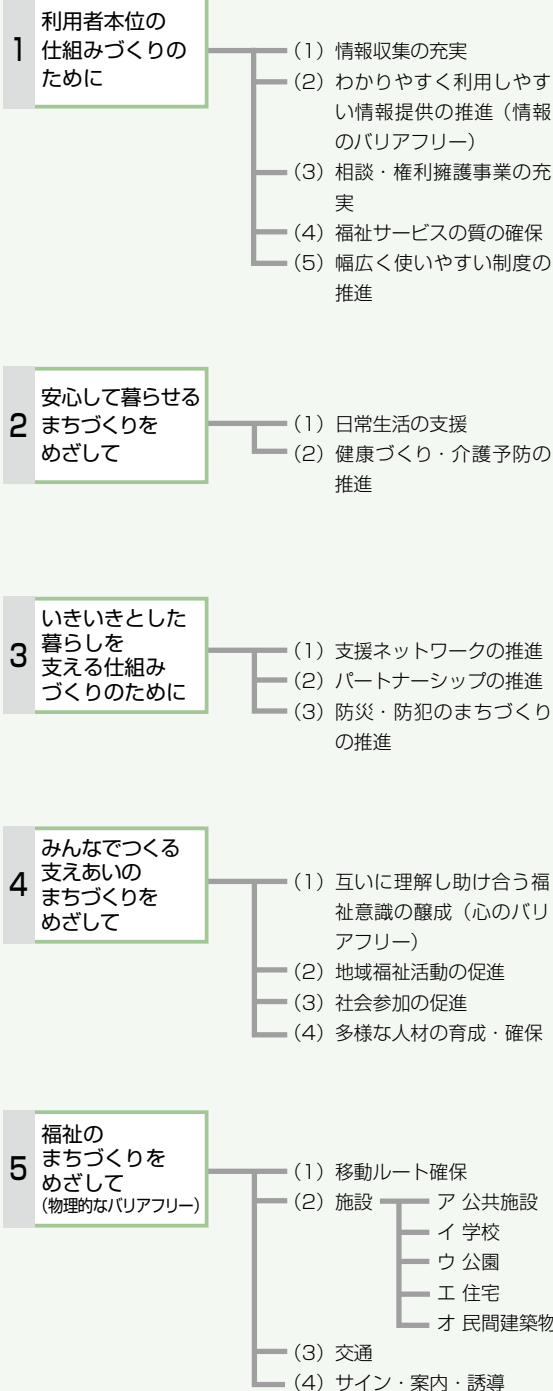 1
利用者本位の
仕組みづくりの
ために
(1) 情報収集の充実
(2) わかりやすく利用しやす
い情報提供の推進（情報
のバリアフリー）
(3) 相談・権利擁護事業の充
実
(4) 福祉サービスの質の確保
(5) 幅広く使いやすい制度の
推進
2
安心して暮らせる
まちづくりを
めざして
(1) 日常生活の支援
(2) 健康づくり・介護予防の
推進
3
いきいきとした
暮らしを
支える仕組み
づくりのために
(1) 支援ネットワークの推進
(2) パートナーシップの推進
(3) 防災・防犯のまちづくり
の推進
4
みんなでつくる
支えあいの
まちづくりを
めざして
(1) 互いに理解し助け合う福
祉意識の醸成（心のバリ
アフリー）
(2) 地域福祉活動の促進
(3) 社会参加の促進
(4) 多様な人材の育成・確保
5
福祉の
まちづくりを
めざして
(物理的なバリアフリー)
(1) 移動ルート確保
(2) 施設
ア 公共施設
イ 学校
ウ 公園
エ 住宅
オ 民間建築物
(3) 交通
(4) サイン・案内・誘導